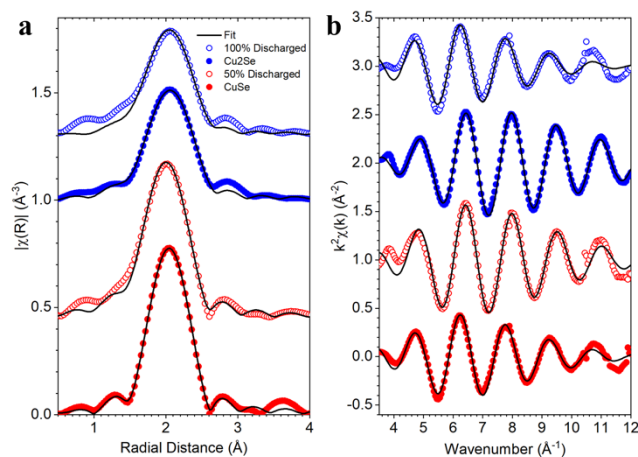 a
Fit
100% Discharged
Cu2Se
50% Discharged
CuSe
|χ(R)| (Å⁻³)
1.5
1.0
0.5
0.0
1 2 3 4
Radial Distance (Å)
b
k²χ(k) (Å⁻²)
3.5
3.0
2.5
2.0
1.5
1.0
0.5
0.0
-0.5
4 5 6 7 8 9 10 11 12
Wavenumber (Å⁻¹)